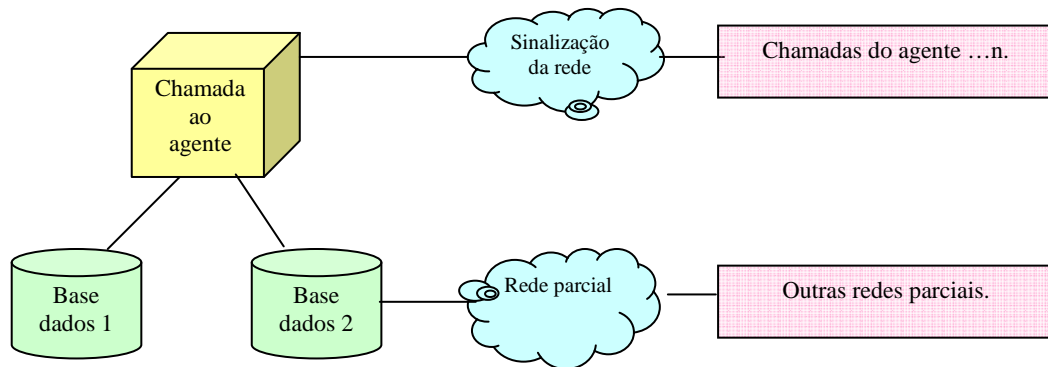 Chamada
ao
agente
Sinalização
da rede
Chamadas do agente …n.
Base
dados 1
Base
dados 2
Rede parcial
Outras redes parciais.